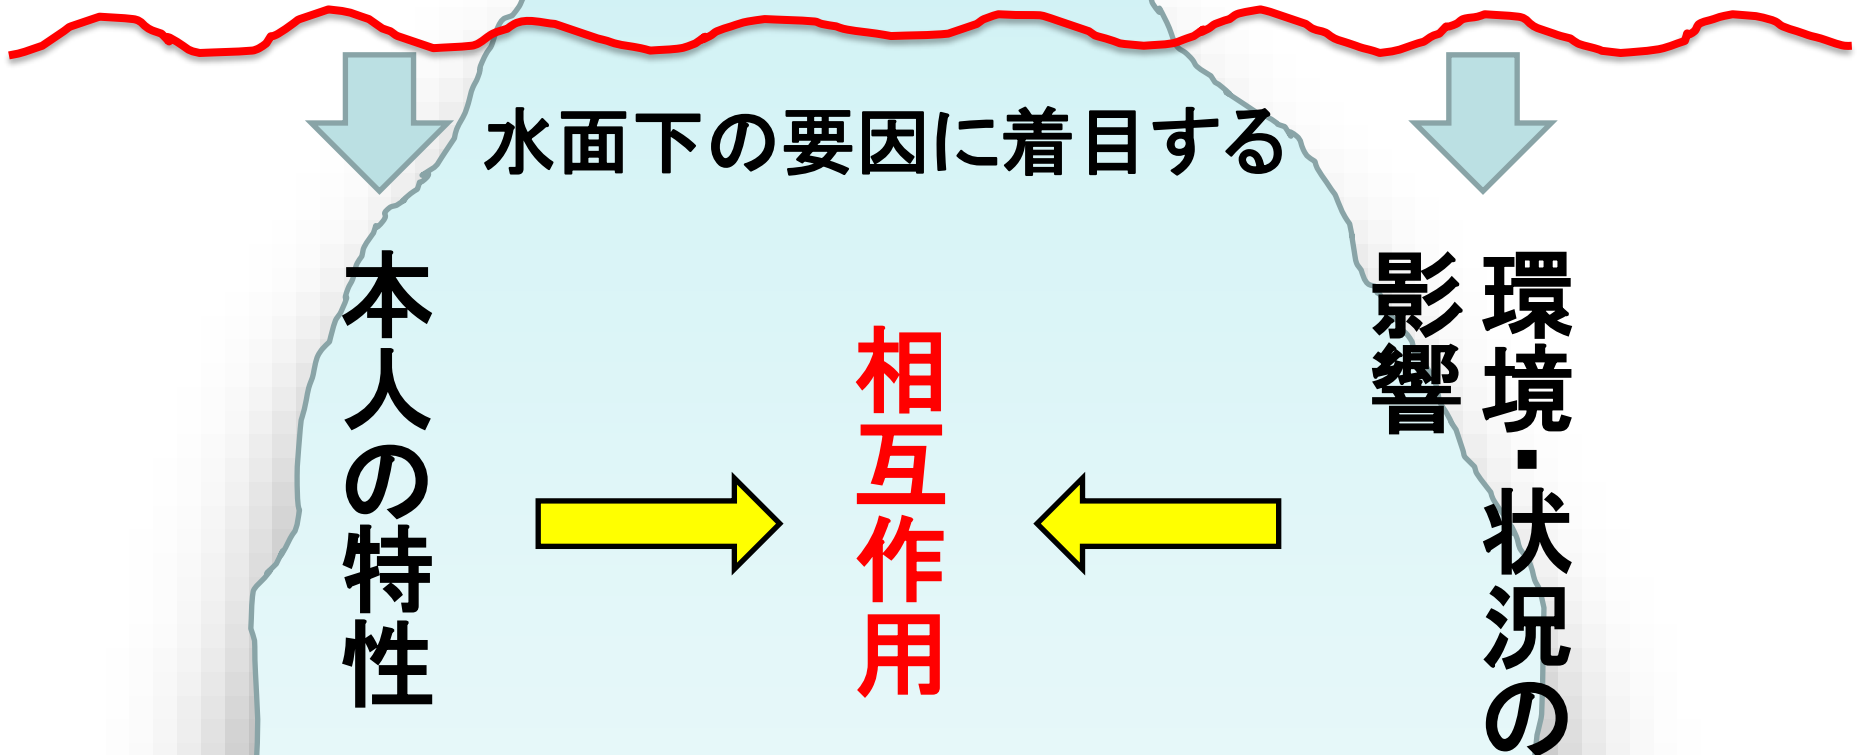 水面下の要因に着目する
本人の特性
相互作用
環境・状況の
影響